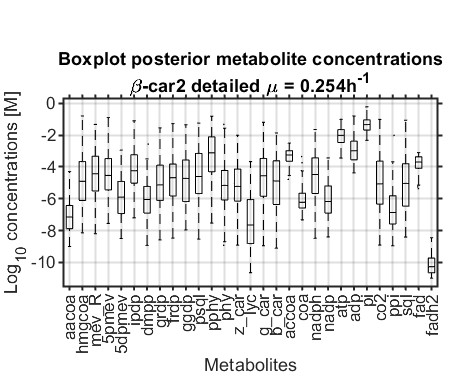 Boxplot posterior metabolite concentrations
β-car2 detailed μ = 0.254h⁻¹
Log₁₀ concentrations [M]
0
-2
-4
-6
-8
-10
aacoa
hmgcoa
mev_R
5pmev
5dpmev
ipdp
dmpp
grdp
frdp
ggdp
psql
pphy
phy
z_car
lyc
g_car
b_car
accoa
coa
nadph
nadp
atp
adp
pi
co2
ppi
sql
fad
fadh2
Metabolites